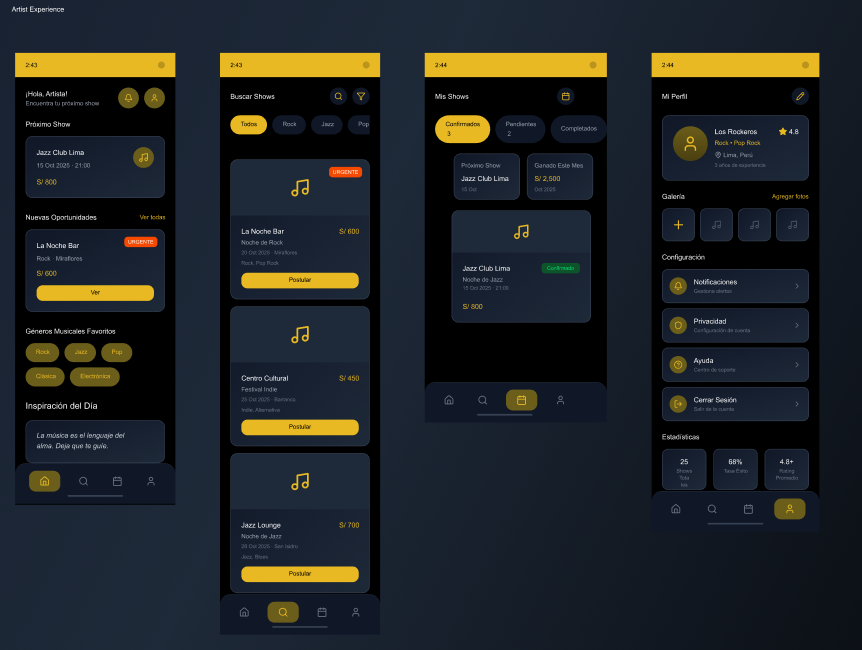 Artist Experience
2:43
¡Hola, Artista!
Encuentra tu próximo show
Próximo Show
Jazz Club Lima
15 Oct 2025 · 21:00
S/ 800
Nuevas Oportunidades
Ver todas
La Noche Bar
URGENTE
Rock · Miraflores
S/ 600
Ver
Géneros Musicales Favoritos
Rock
Jazz
Pop
Clásica
Electrónica
Inspiración del Día
La música es el lenguaje del
alma. Deja que te guíe.
2:43
Buscar Shows
Todos
Rock
Jazz
Pop
URGENTE
La Noche Bar
S/ 600
Noche de Rock
20 Oct 2025 · Miraflores
Rock, Pop Rock
Postular
Centro Cultural
S/ 450
Festival Indie
25 Oct 2025 · Barranco
Indie, Alternativa
Postular
Jazz Lounge
S/ 700
Noche de Jazz
28 Oct 2025 · San Isidro
Jazz, Blues
Postular
2:44
Mis Shows
Confirmados
3
Pendientes
2
Completados
Próximo Show
Jazz Club Lima
15 Oct
Ganado Este Mes
S/ 2,500
Oct 2025
Jazz Club Lima
Confirmado
Noche de Jazz
15 Oct 2025 · 21:00
S/ 800
2:44
Mi Perfil
Los Rockeros
4.8
Rock • Pop Rock
Lima, Perú
3 años de experiencia
Galería
Agregar fotos
Configuración
Notificaciones
Gestiona alertas
Privacidad
Configuración de cuenta
Ayuda
Centro de soporte
Cerrar Sesión
Salir de la cuenta
Estadísticas
25
Shows
Tota
les
68%
Tasa Éxito
4.8+
Rating
Promedio